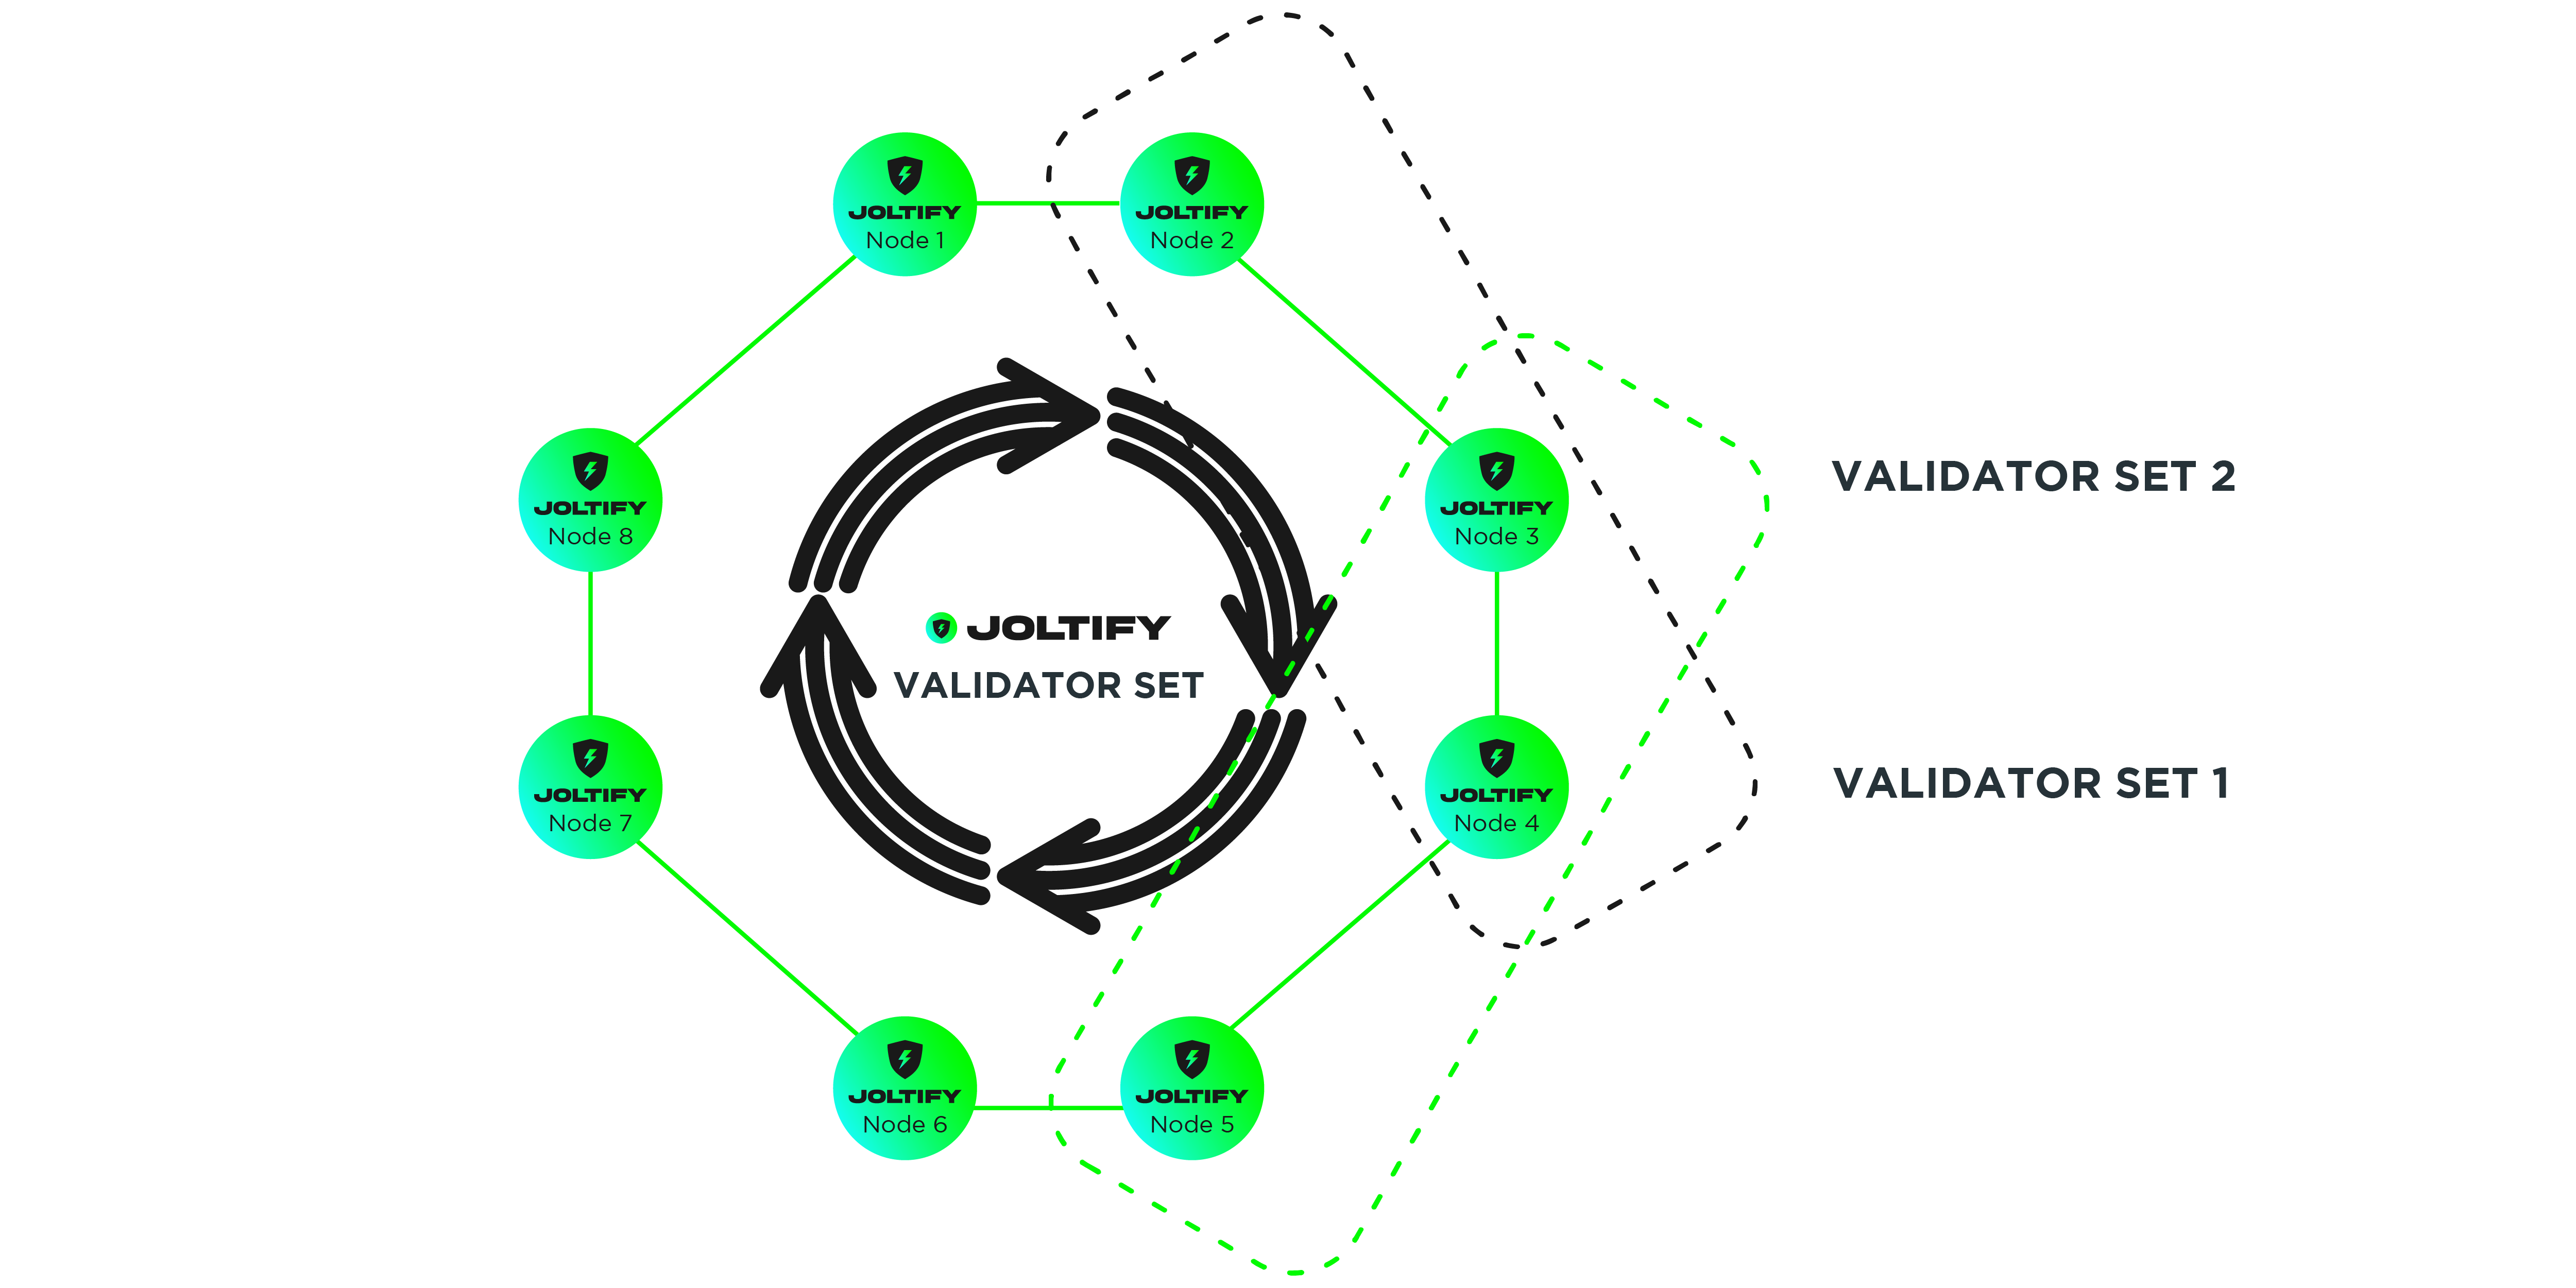 JOLTIFY
Node 1
JOLTIFY
Node 2
JOLTIFY
Node 8
JOLTIFY
Node 3
VALIDATOR SET 2
JOLTIFY
VALIDATOR SET
JOLTIFY
Node 7
JOLTIFY
Node 4
VALIDATOR SET 1
JOLTIFY
Node 6
JOLTIFY
Node 5